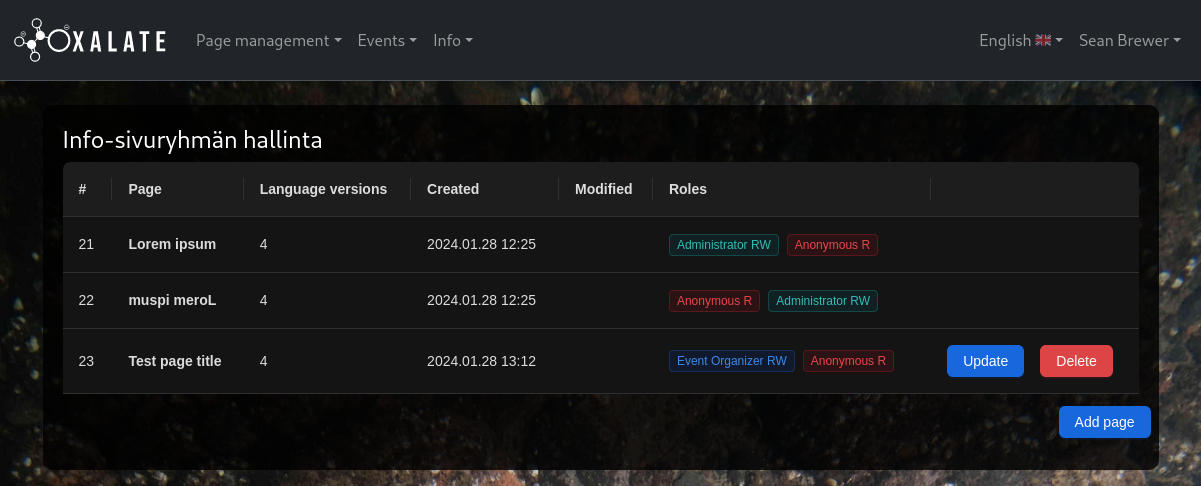 OXALATE Page management Events Info English Sean Brewer
Info-sivuryhmän hallinta
# Page Language versions Created Modified Roles
21 Lorem ipsum 4 2024.01.28 12:25 Administrator RW Anonymous R
22 muspi meroL 4 2024.01.28 12:25 Anonymous R Administrator RW
23 Test page title 4 2024.01.28 13:12 Event Organizer RW Anonymous R Update Delete
Add page